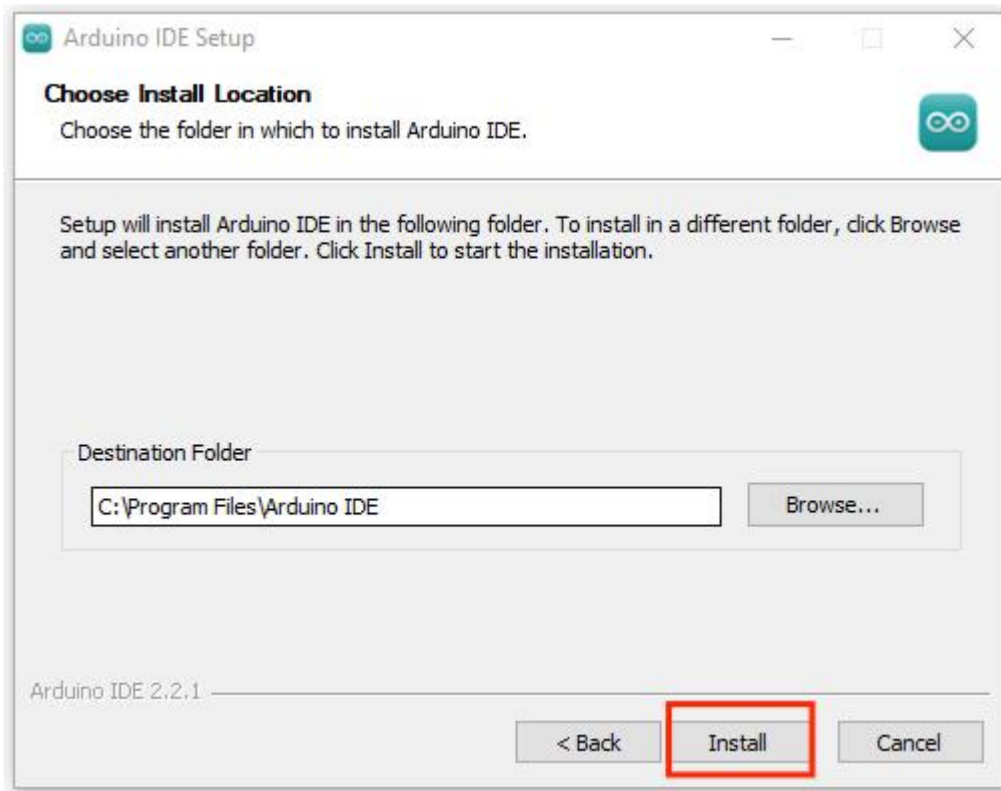 Arduino IDE Setup
Choose Install Location
Choose the folder in which to install Arduino IDE.
Setup will install Arduino IDE in the following folder. To install in a different folder, click Browse
and select another folder. Click Install to start the installation.
Destination Folder
C:\Program Files\Arduino IDE
Browse...
Arduino IDE 2.2.1
< Back
Install
Cancel